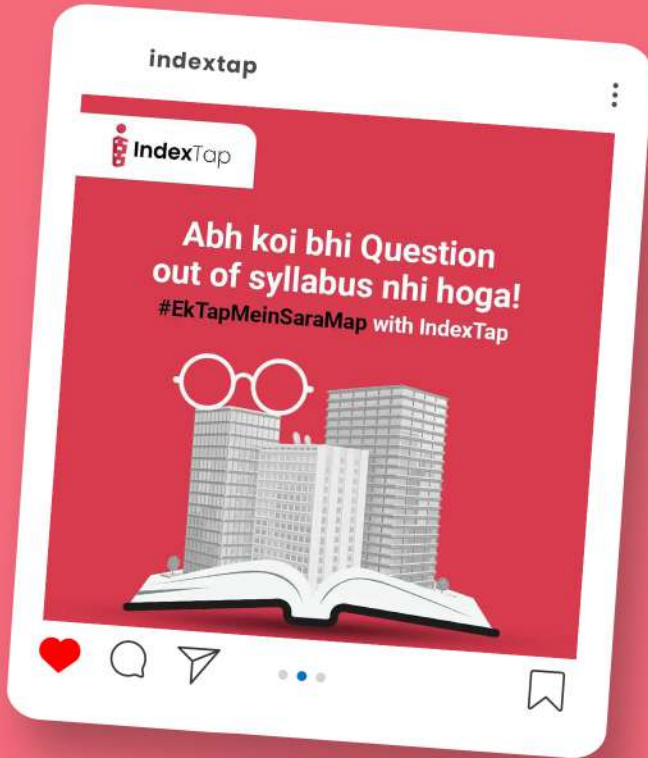 indextap
IndexTap
Abh koi bhi Question
out of syllabus nhi hoga!
#EkTapMeinSaraMap with IndexTap